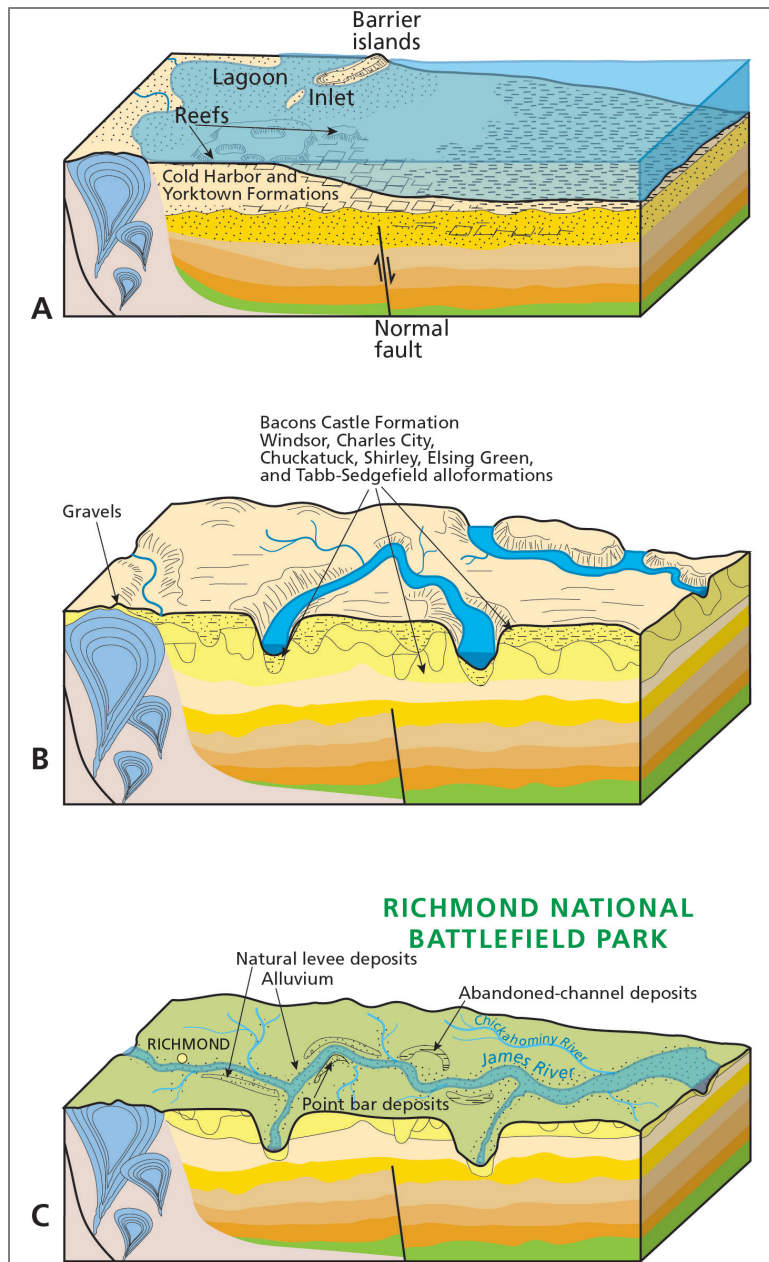 Barrier
islands
Lagoon
Inlet
Reefs
Cold Harbor and
Yorktown Formations
A
Normal
fault
Bacons Castle Formation
Windsor, Charles City,
Chuckatuck, Shirley, Elsing Green,
and Tabb-Sedgefield alloformations
Gravels
B
RICHMOND NATIONAL
BATTLEFIELD PARK
Natural levee deposits
Alluvium
Abandoned-channel deposits
Chickahominy River
RICHMOND
James River
Point bar deposits
C